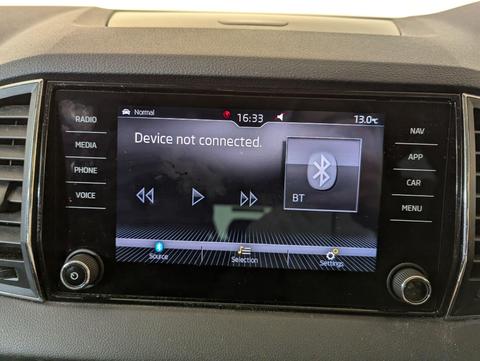 RADIO
MEDIA
PHONE
VOICE
Normal
16:33
13.0°C
Device not connected.
BT
Source
Selection
Settings
NAV
APP
CAR
MENU